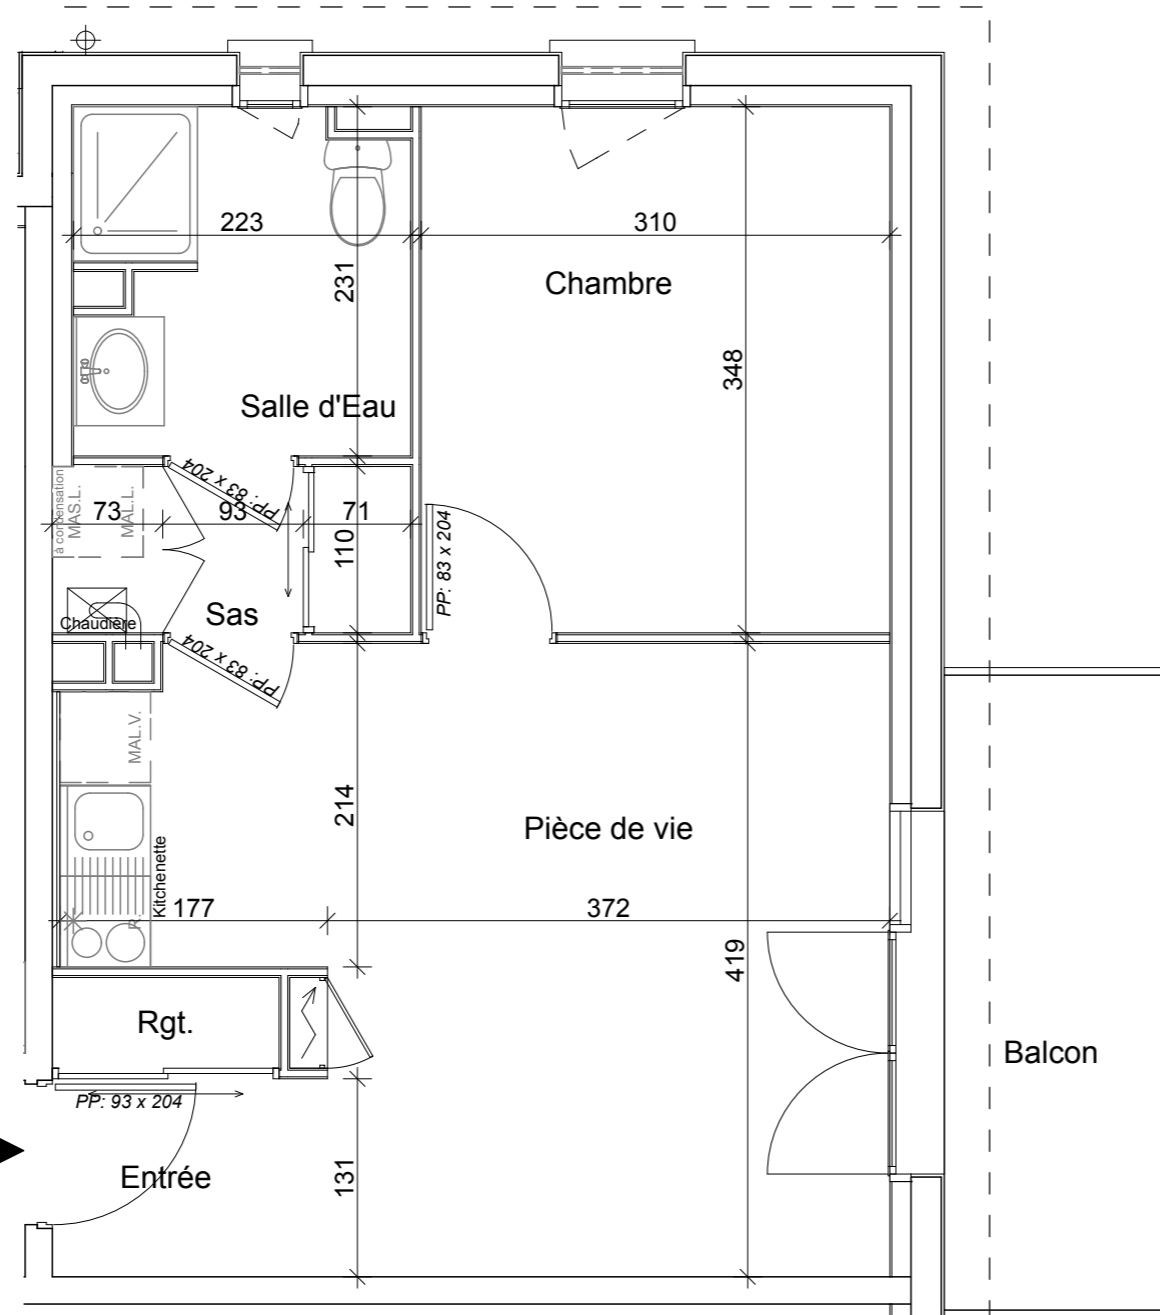 223
310
231
Chambre
348
Salle d'Eau
PP: 83 x 204
à condensation
MAS.L.
MAL.L.
73
93
71
110
PP: 83 x 204
Sas
Chaudière
PP: 83 x 204
MAL.V.
214
Pièce de vie
Kitchenette
R.
177
372
419
Rgt.
Balcon
PP: 93 x 204
Entrée
131